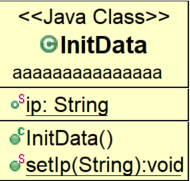 <<Java Class>>
InitData
aaaaaaaaaaaaaaa
ip: String
InitData()
setIp(String):void